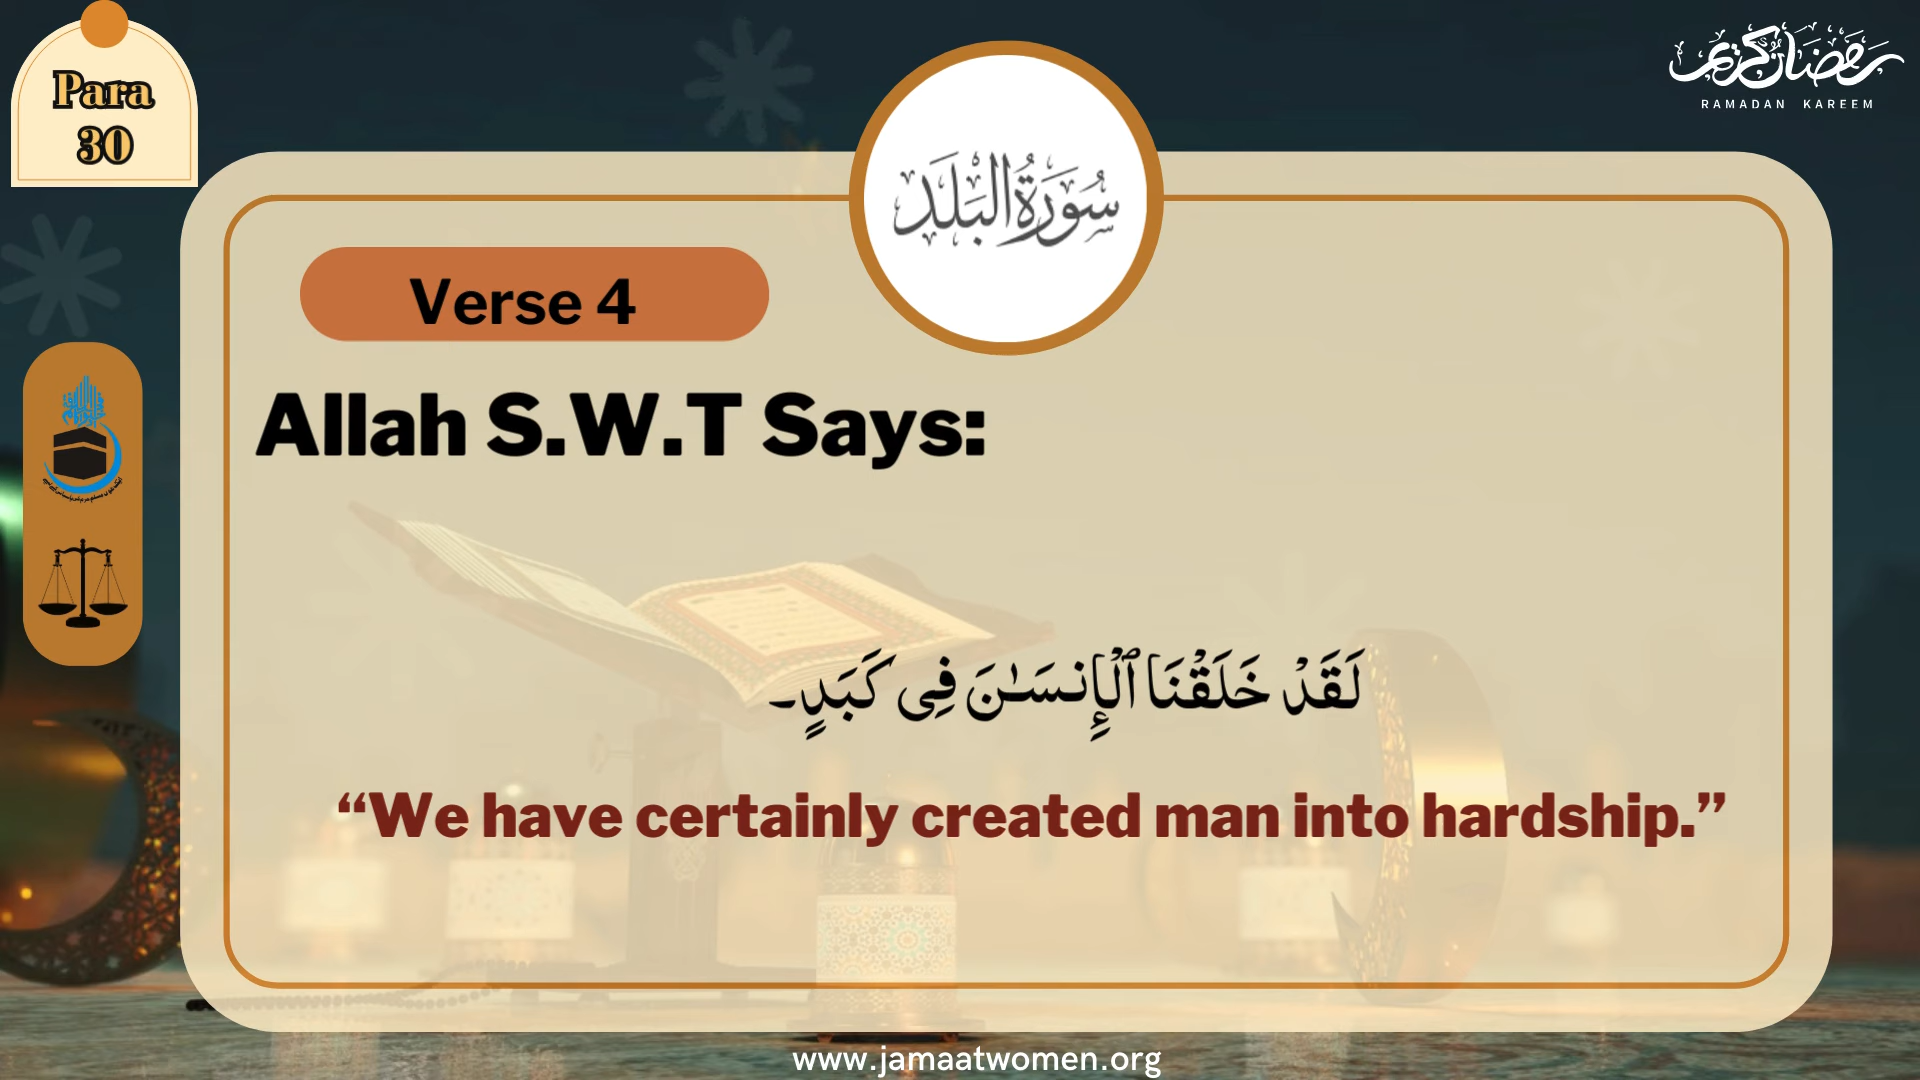 Para
30
رمضان كريم
RAMADAN KAREEM
سُورَةُ البَلَد
Verse 4
Allah S.W.T Says:
لَقَدْ خَلَقْنَا ٱلْإِنسَـٰنَ فِى كَبَدٍ۔
“We have certainly created man into hardship.”
www.jamaatwomen.org